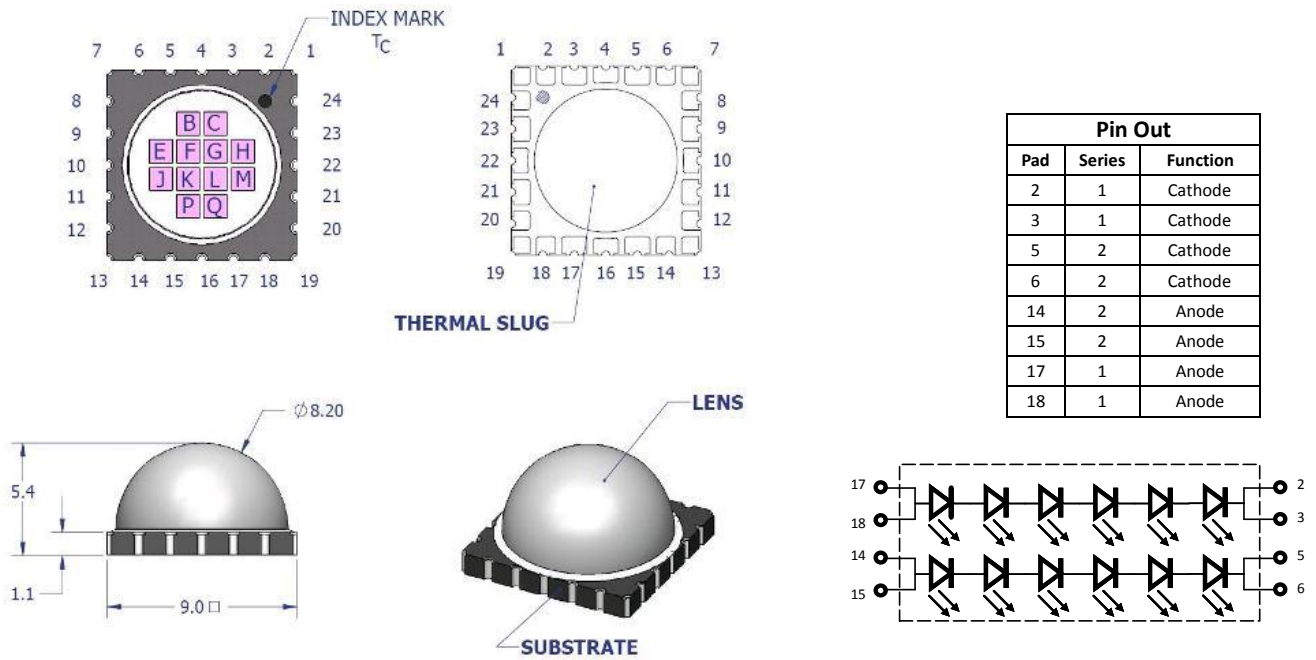 INDEX MARK
TC
7 6 5 4 3 2 1
8 24
9 23
10 22
11 21
12 20
13 14 15 16 17 18 19
B C
E F G H
J K L M
P Q
1 2 3 4 5 6 7
24 8
23 9
22 10
21 11
20 12
19 18 17 16 15 14 13
THERMAL SLUG
Pin Out
Pad Series Function
2 1 Cathode
3 1 Cathode
5 2 Cathode
6 2 Cathode
14 2 Anode
15 2 Anode
17 1 Anode
18 1 Anode
Ø8.20
5.4
1.1
9.0 □
LENS
SUBSTRATE
17 2
18 3
14 5
15 6